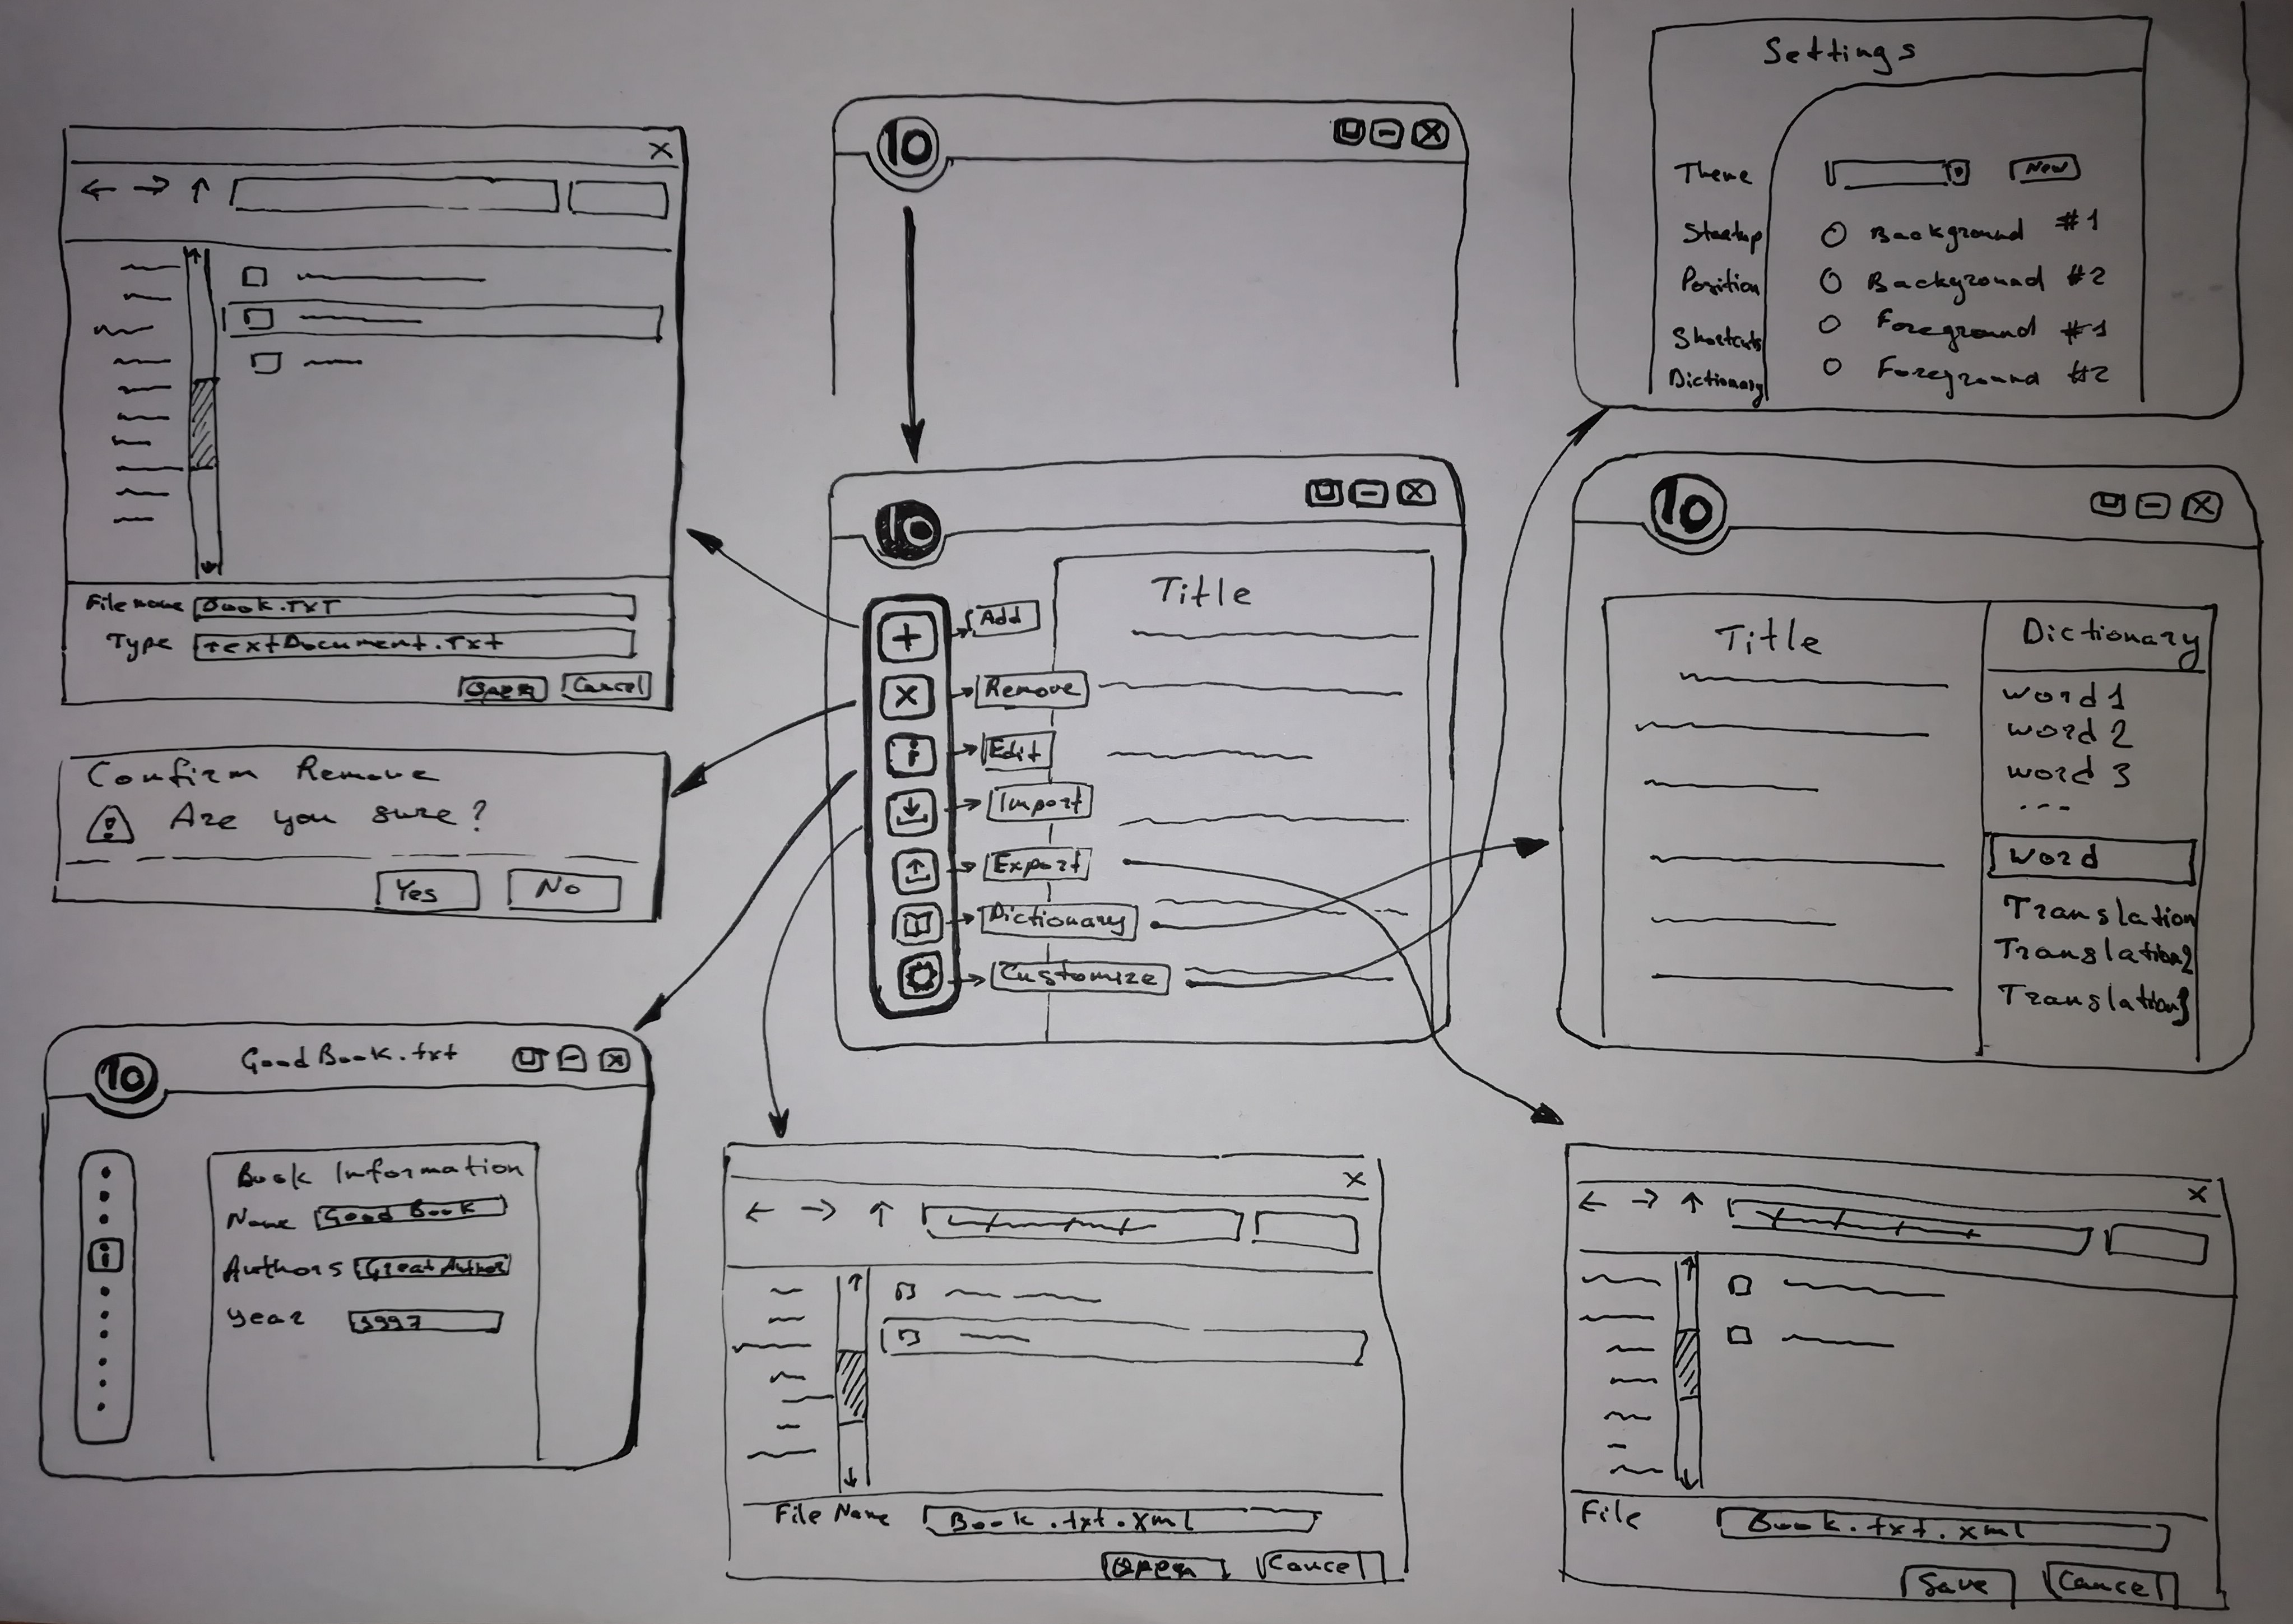 Settings
Theme
New
Startup
Background #1
Position
Background #2
Shortcuts
Foreground #1
Dictionary
Foreground #2
10
X
File name Book.TXT
Type TextDocument.Txt
Open Cancel
Confirm Remove
Are you sure?
Yes No
10
Title
Add
Remove
Edit
Import
Export
Dictionary
Customize
10
Title
Dictionary
word 1
word 2
word 3
...
word
Translation
Translation2
Translation3
10
GoodBook.txt
Book Information
Name Good Book
Authors Great Author
Year 1997
X
File Name Book.txt.xml
Open Cancel
X
File Book.txt.xml
Save Cancel